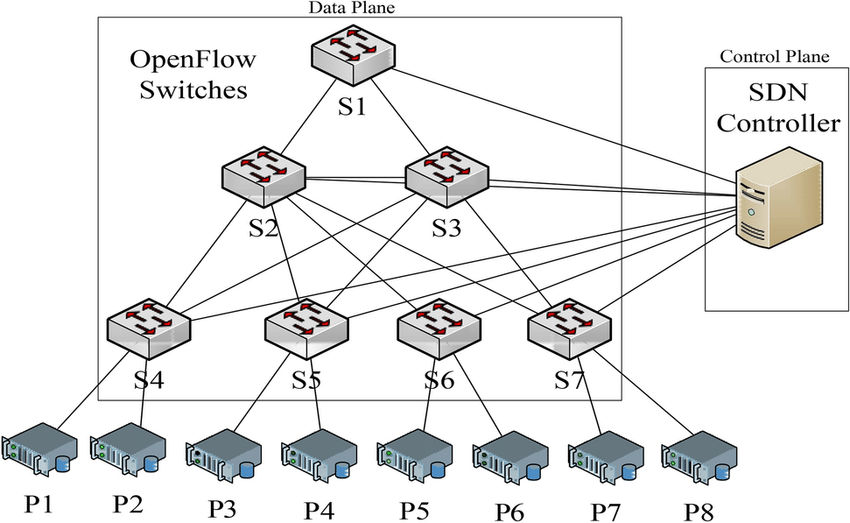 Data Plane
OpenFlow
Switches
Control Plane
SDN
Controller
S1
S2
S3
S4
S5
S6
S7
P1
P2
P3
P4
P5
P6
P7
P8